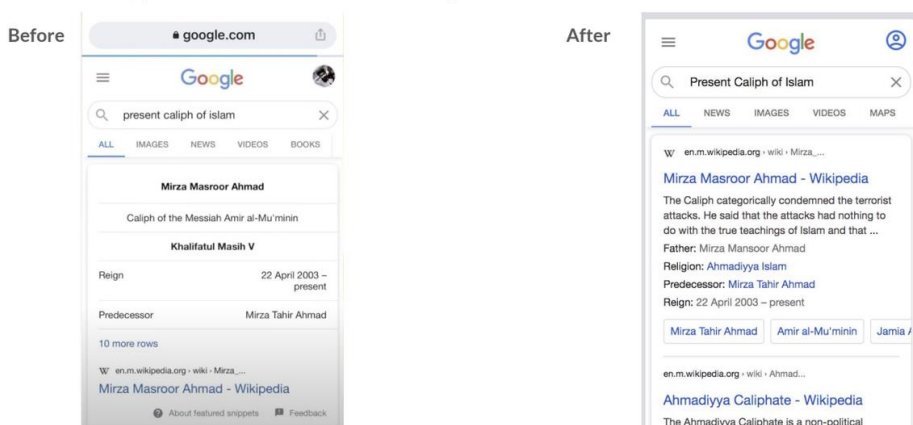 Before
google.com
Google
present caliph of islam
ALL IMAGES NEWS VIDEOS BOOKS
Mirza Masroor Ahmad
Caliph of the Messiah Amir al-Mu'minin
Khalifatul Masih V
Reign 22 April 2003 –
present
Predecessor Mirza Tahir Ahmad
10 more rows
W en.m.wikipedia.org › wiki › Mirza_...
Mirza Masroor Ahmad - Wikipedia
About featured snippets Feedback
After
Google
Present Caliph of Islam
ALL NEWS IMAGES VIDEOS MAPS
W en.m.wikipedia.org › wiki › Mirza_...
Mirza Masroor Ahmad - Wikipedia
The Caliph categorically condemned the terrorist
attacks. He said that the attacks had nothing to
do with the true teachings of Islam and that ...
Father: Mirza Mansoor Ahmad
Religion: Ahmadiyya Islam
Predecessor: Mirza Tahir Ahmad
Reign: 22 April 2003 – present
Mirza Tahir Ahmad Amir al-Mu'minin Jamia
en.m.wikipedia.org › wiki › Ahmad...
Ahmadiyya Caliphate - Wikipedia
The Ahmadiyya Caliphate is a non-political